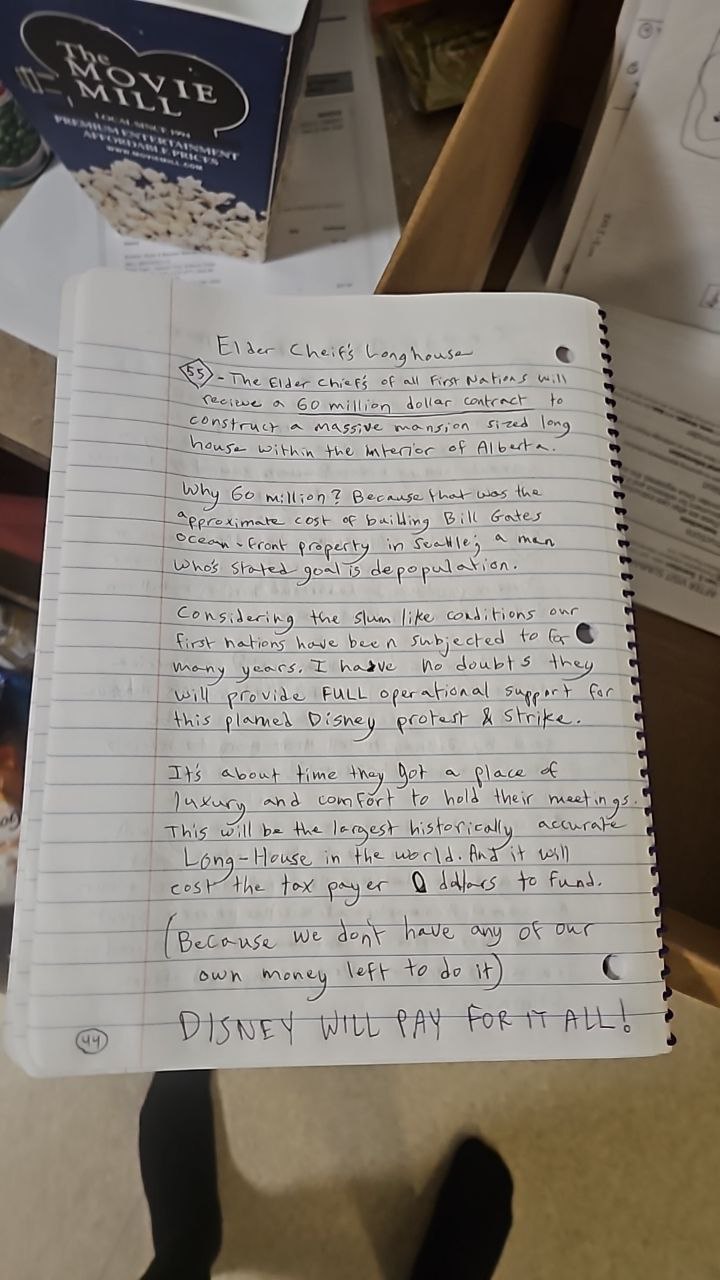 The
MOVIE
MILL
LOCAL SINCE 1994
PREMIUM ENTERTAINMENT
AFFORDABLE PRICES
WWW.MOVIEMILL.COM
Elder Cheif's Longhouse
55 - The Elder Chief's of all First Nations will
recieve a 60 million dollar contract to
construct a massive mansion sized long
house within the interior of Alberta.
Why 60 million? Because that was the
approximate cost of building Bill Gates
ocean-front property in Seattle; a man
who's stated goal is depopulation.
Considering the slum like conditions our
first nations have been subjected to for
many years. I have no doubts they
will provide FULL operational support for
this planned Disney protest & strike.
It's about time they got a place of
luxury and comfort to hold their meetings.
This will be the largest historically accurate
Long-House in the world. And it will
cost the tax payer 0 dollars to fund.
(Because we don't have any of our
own money left to do it)
DISNEY WILL PAY FOR IT ALL!
44